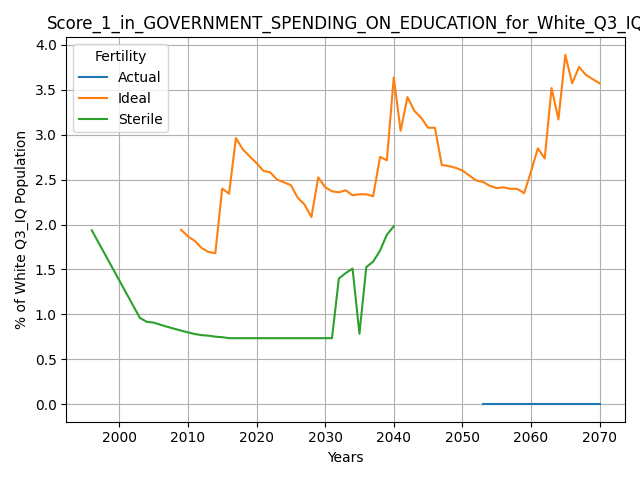 Score_1_in_GOVERNMENT_SPENDING_ON_EDUCATION_for_White_Q3_IQ
Fertility
Actual
Ideal
Sterile
% of White Q3_IQ Population
4.0
3.5
3.0
2.5
2.0
1.5
1.0
0.5
0.0
2000 2010 2020 2030 2040 2050 2060 2070
Years